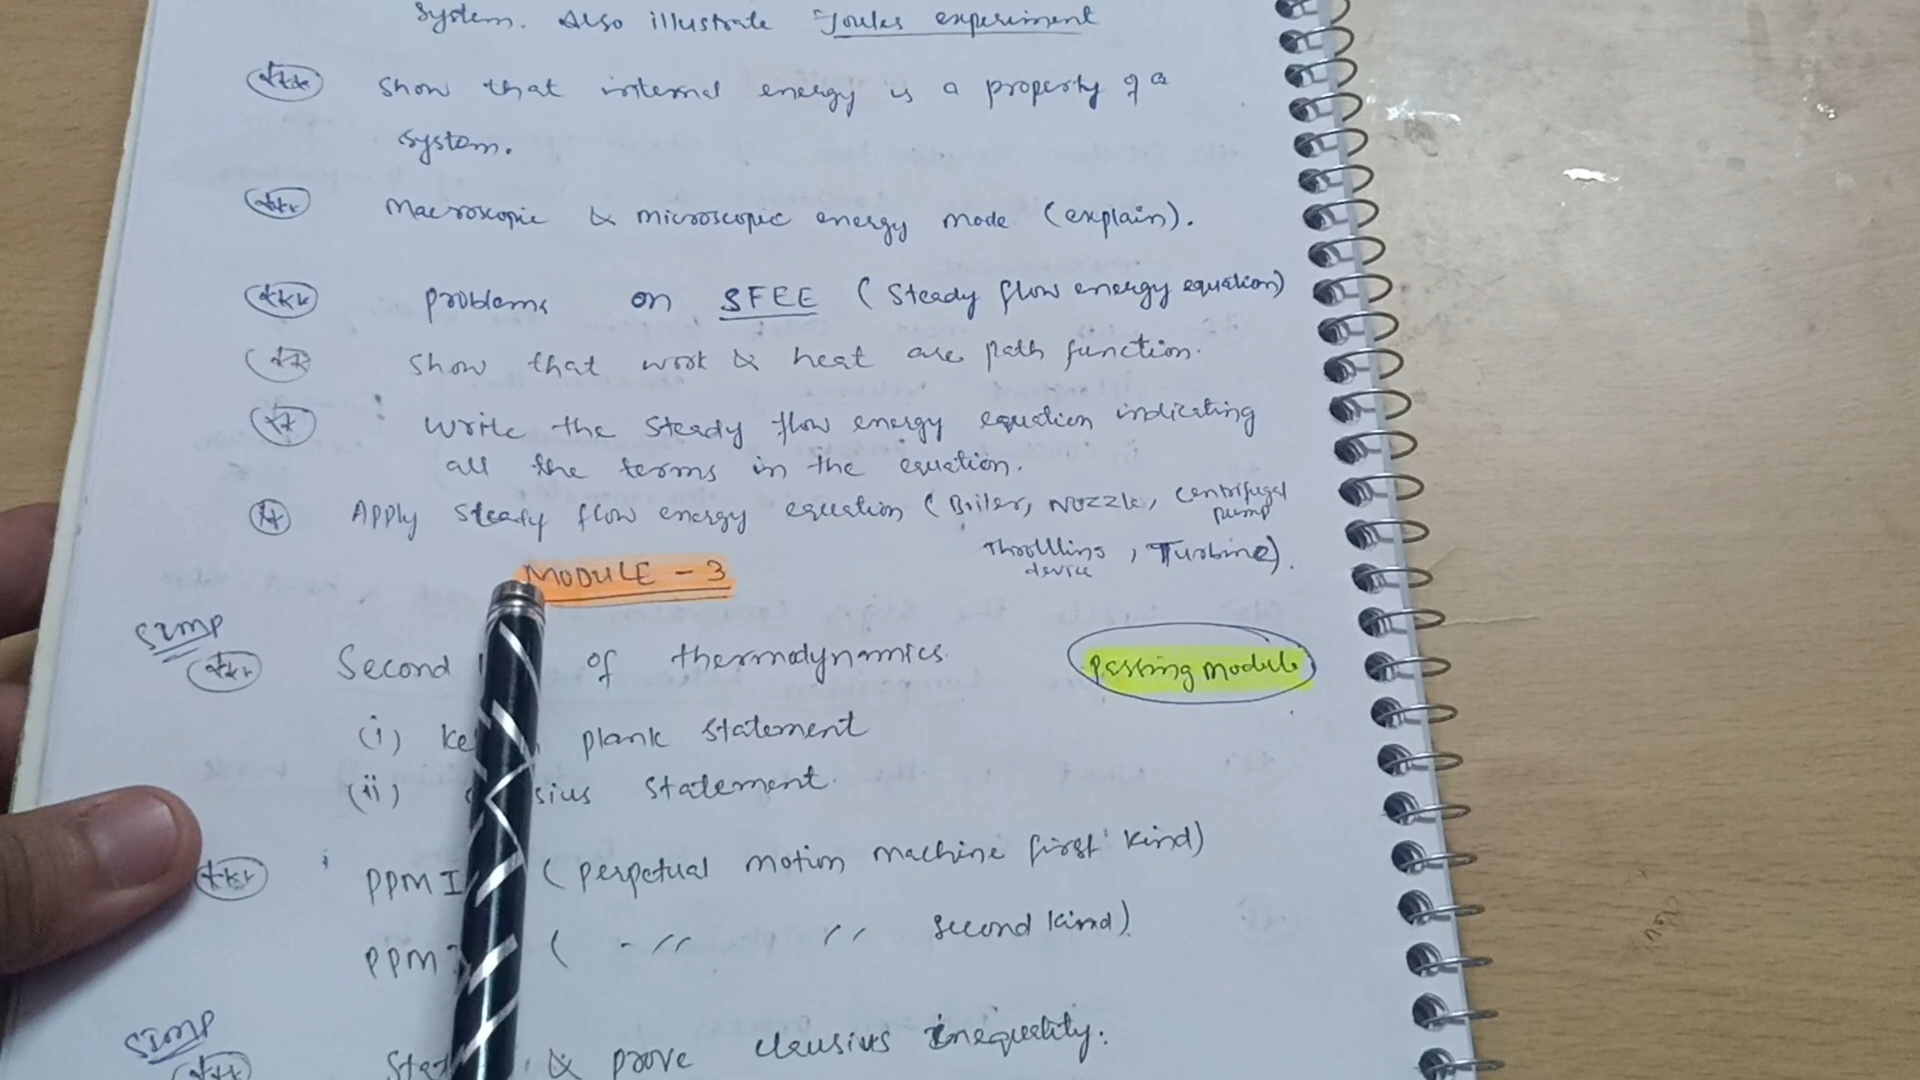 System. Also illustrate Joules experiment
*** Show that internal energy is a property of a
system.
*** Macroscopic & microscopic energy mode (explain).
*** problems on SFEE (Steady flow energy equation)
** Show that work & heat are path function.
** Write the steady flow energy equation indicating
all the terms in the equation.
** Apply steady flow energy equation (Boiler, Nozzle, centrifugal pump
Throttling device, Turbine).
MODULE - 3
SIMP
*** Second of thermodynamics. Passing module
(i) plank statement
(ii) statement.
*** PPM I (perpetual motion machine first kind)
PPM ( - " " second kind).
SIMP
*** & prove clausius inequality.